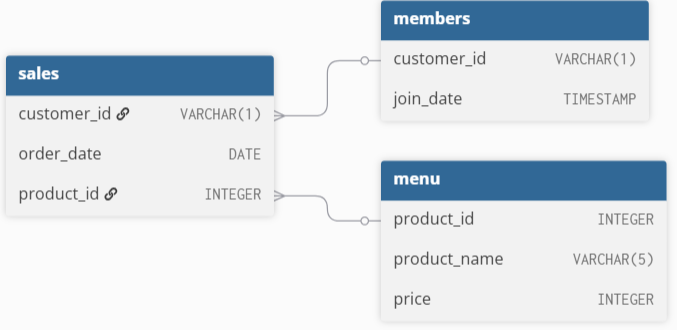 sales
customer_id VARCHAR(1)
order_date DATE
product_id INTEGER
members
customer_id VARCHAR(1)
join_date TIMESTAMP
menu
product_id INTEGER
product_name VARCHAR(5)
price INTEGER